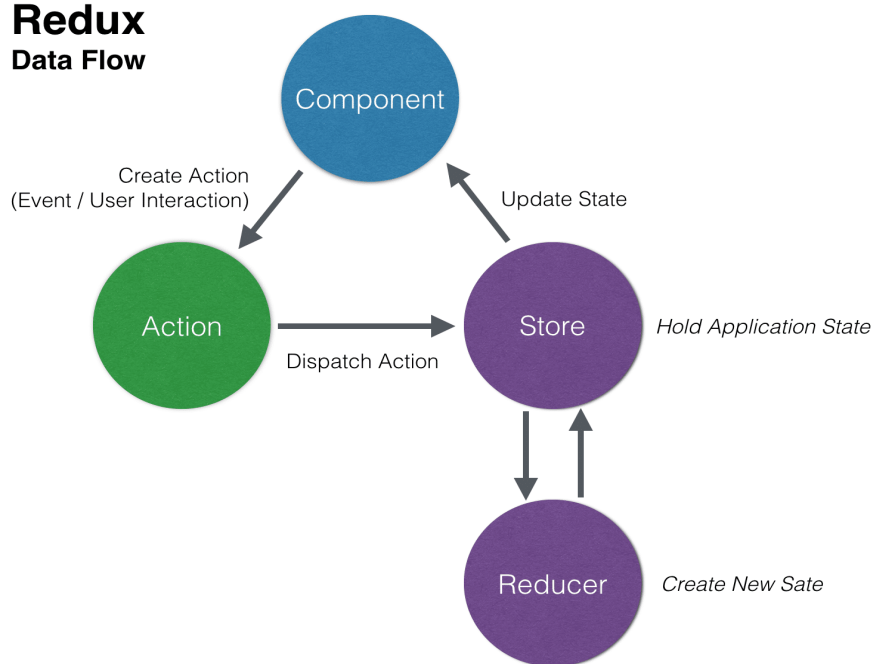 Redux
Data Flow
Component
Create Action
(Event / User Interaction)
Update State
Action
Dispatch Action
Store
Hold Application State
Reducer
Create New Sate